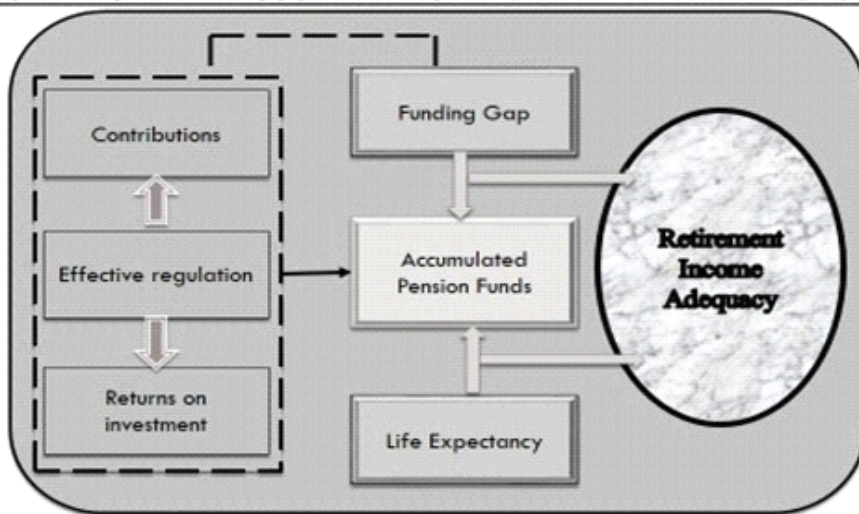 Contributions
Funding Gap
Effective regulation
Accumulated
Pension Funds
Retirement
Income
Adequacy
Returns on
investment
Life Expectancy